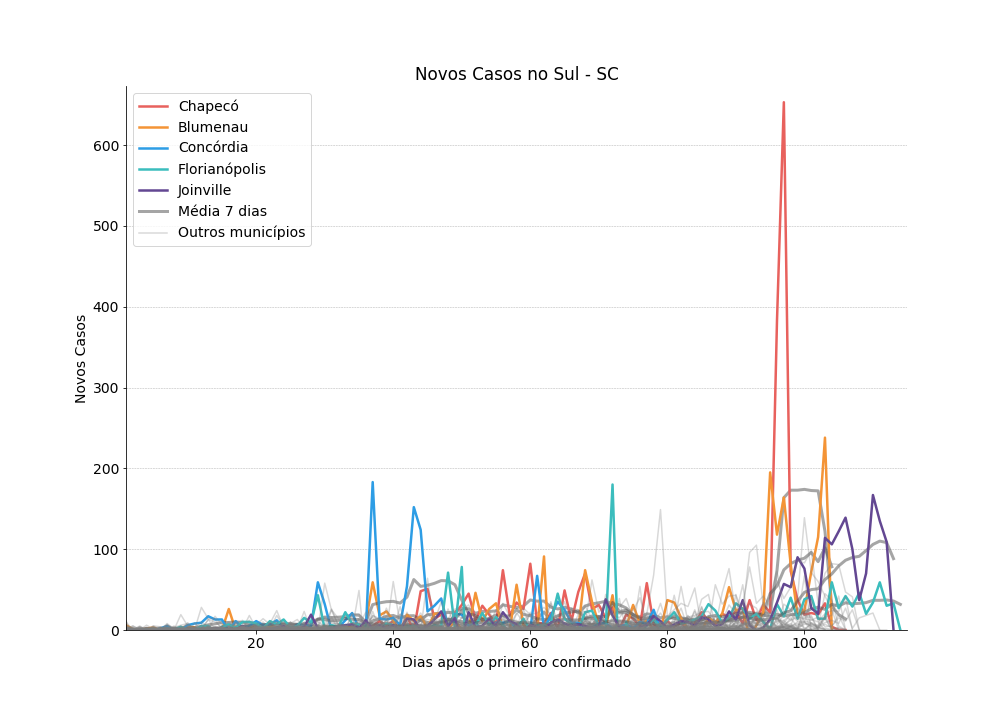 Novos Casos no Sul - SC
Chapecó
Blumenau
Concórdia
Florianópolis
Joinville
Média 7 dias
Outros municípios
Novos Casos
600
500
400
300
200
100
0
20
40
60
80
100
Dias após o primeiro confirmado